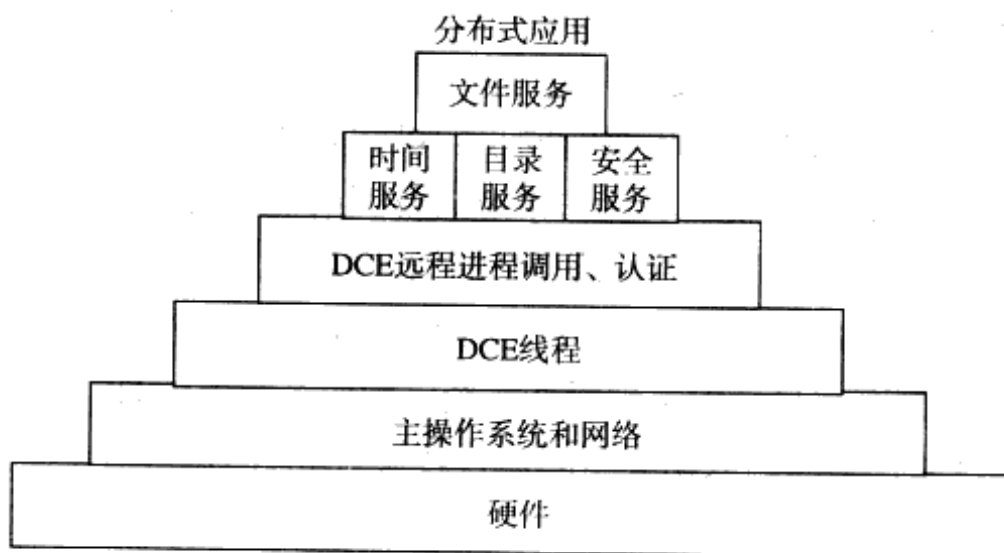 分布式应用
文件服务
时间 目录 安全
服务 服务 服务
DCE远程进程调用、认证
DCE线程
主操作系统和网络
硬件